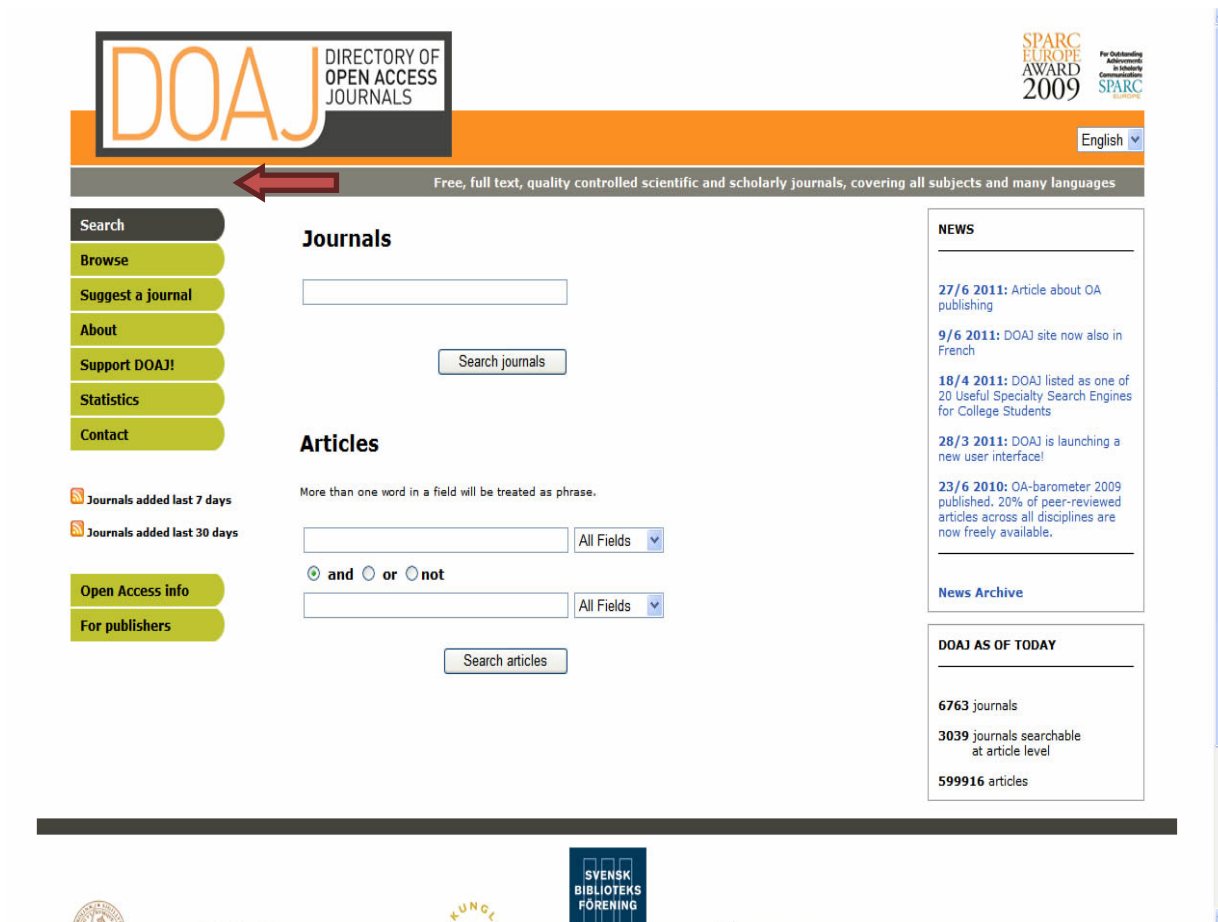 DOAJ
DIRECTORY OF
OPEN ACCESS
JOURNALS
SPARC
EUROPE
AWARD
2009
For Outstanding
Achievements
in Scholarly
Communications
SPARC
EUROPE
English
Free, full text, quality controlled scientific and scholarly journals, covering all subjects and many languages
Search
Browse
Suggest a journal
About
Support DOAJ!
Statistics
Contact
Journals added last 7 days
Journals added last 30 days
Open Access info
For publishers
Journals
Search journals
Articles
More than one word in a field will be treated as phrase.
All Fields
and or not
All Fields
Search articles
NEWS
27/6 2011: Article about OA
publishing
9/6 2011: DOAJ site now also in
French
18/4 2011: DOAJ listed as one of
20 Useful Specialty Search Engines
for College Students
28/3 2011: DOAJ is launching a
new user interface!
23/6 2010: OA-barometer 2009
published. 20% of peer-reviewed
articles across all disciplines are
now freely available.
News Archive
DOAJ AS OF TODAY
6763 journals
3039 journals searchable
at article level
599916 articles
SVENSK
BIBLIOTEKS
FÖRENING